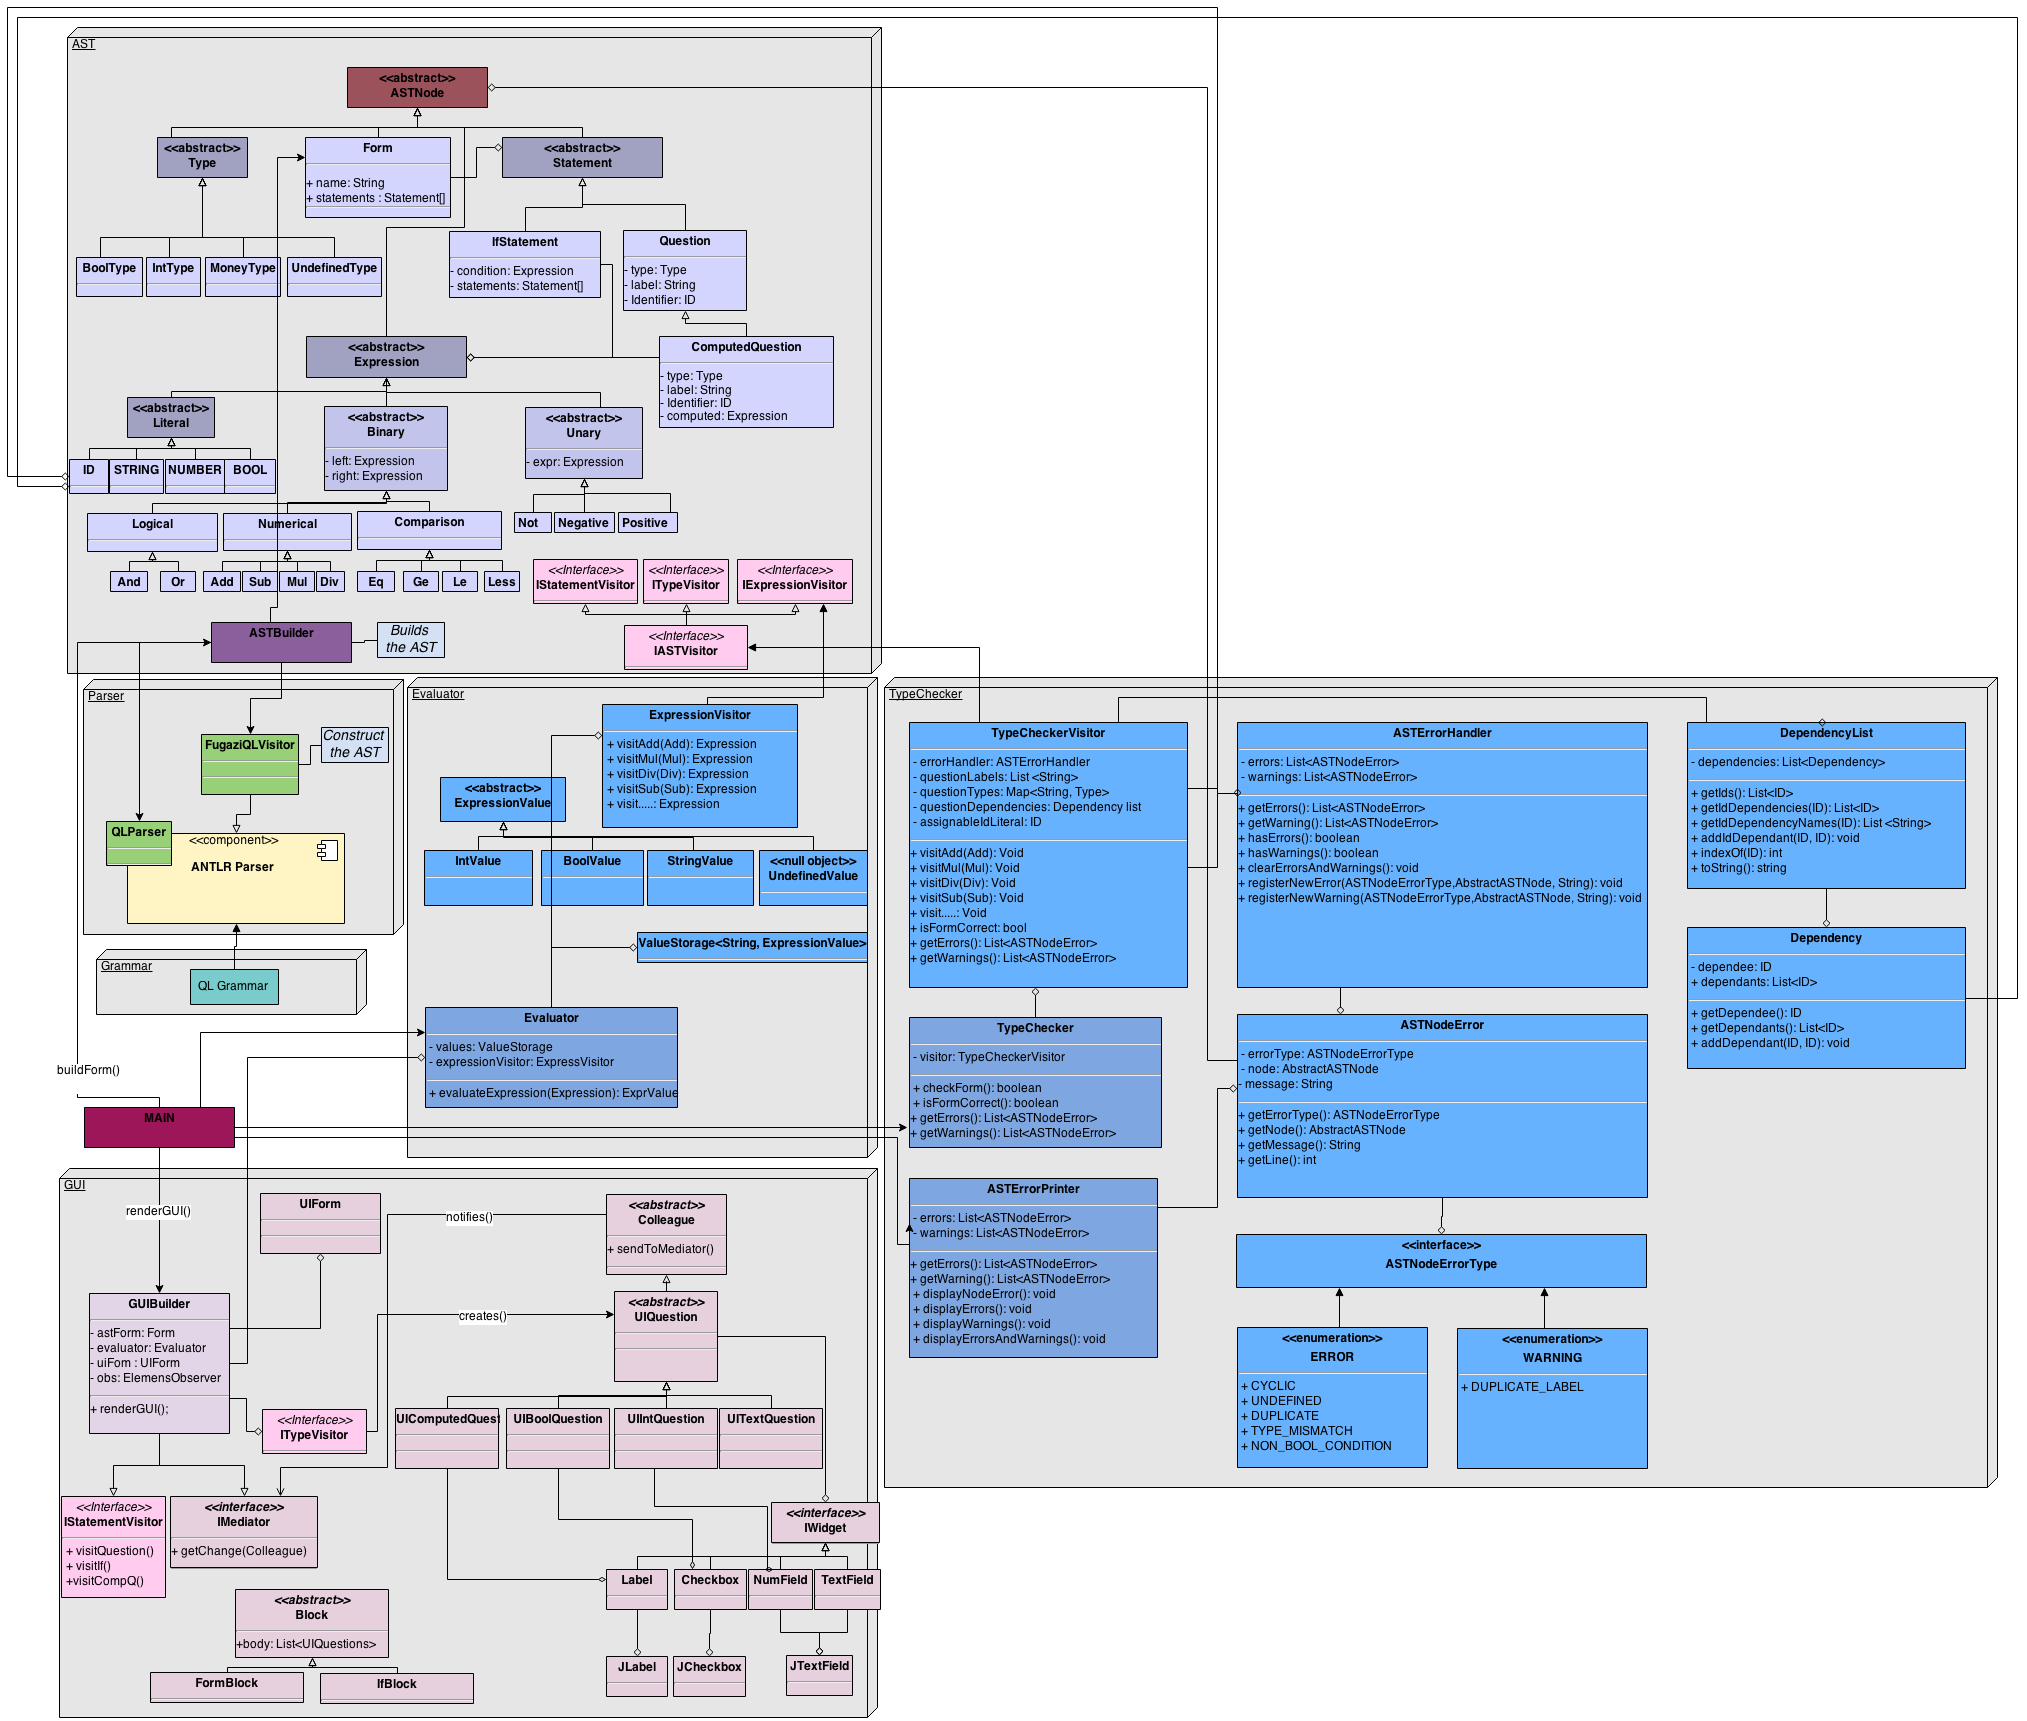 AST
<<abstract>>
ASTNode
<<abstract>>
Type
Form
+ name: String
+ statements : Statement[]
<<abstract>>
Statement
BoolType
IntType
MoneyType
UndefinedType
IfStatement
- condition: Expression
- statements: Statement[]
Question
- type: Type
- label: String
- Identifier: ID
<<abstract>>
Expression
ComputedQuestion
- type: Type
- label: String
- Identifier: ID
- computed: Expression
<<abstract>>
Literal
<<abstract>>
Binary
- left: Expression
- right: Expression
<<abstract>>
Unary
- expr: Expression
ID
STRING
NUMBER
BOOL
Logical
Numerical
Comparison
Not
Negative
Positive
And
Or
Add
Sub
Mul
Div
Eq
Ge
Le
Less
<<Interface>>
IStatementVisitor
<<Interface>>
ITypeVisitor
<<Interface>>
IExpressionVisitor
<<Interface>>
IASTVisitor
ASTBuilder
Builds
the AST
Parser
FugaziQLVisitor
Construct
the AST
QLParser
<<component>>
ANTLR Parser
Grammar
QL Grammar
buildForm()
MAIN
renderGUI()
Evaluator
ExpressionVisitor
+ visitAdd(Add): Expression
+ visitMul(Mul): Expression
+ visitDiv(Div): Expression
+ visitSub(Sub): Expression
+ visit.....: Expression
<<abstract>>
ExpressionValue
IntValue
BoolValue
StringValue
<<null object>>
UndefinedValue
ValueStorage<String, ExpressionValue>
Evaluator
- values: ValueStorage
- expressionVisitor: ExpressVisitor
+ evaluateExpression(Expression): ExprValue
TypeChecker
TypeCheckerVisitor
- errorHandler: ASTErrorHandler
- questionLabels: List <String>
- questionTypes: Map<String, Type>
- questionDependencies: Dependency list
- assignableIdLiteral: ID
+ visitAdd(Add): Void
+ visitMul(Mul): Void
+ visitDiv(Div): Void
+ visitSub(Sub): Void
+ visit.....: Void
+ isFormCorrect: bool
+ getErrors(): List<ASTNodeError>
+ getWarnings(): List<ASTNodeError>
ASTErrorHandler
- errors: List<ASTNodeError>
- warnings: List<ASTNodeError>
+ getErrors(): List<ASTNodeError>
+ getWarning(): List<ASTNodeError>
+ hasErrors(): boolean
+ hasWarnings(): boolean
+ clearErrorsAndWarnings(): void
+ registerNewError(ASTNodeErrorType,AbstractASTNode, String): void
+ registerNewWarning(ASTNodeErrorType,AbstractASTNode, String): void
DependencyList
- dependencies: List<Dependency>
+ getIds(): List<ID>
+ getIdDependencies(ID): List<ID>
+ getIdDependencyNames(ID): List <String>
+ addIdDependant(ID, ID): void
+ indexOf(ID): int
+ toString(): string
Dependency
- dependee: ID
+ dependants: List<ID>
+ getDependee(): ID
+ getDependants(): List<ID>
+ addDependant(ID, ID): void
TypeChecker
- visitor: TypeCheckerVisitor
+ checkForm(): boolean
+ isFormCorrect(): boolean
+ getErrors(): List<ASTNodeError>
+ getWarnings(): List<ASTNodeError>
ASTNodeError
- errorType: ASTNodeErrorType
- node: AbstractASTNode
- message: String
+ getErrorType(): ASTNodeErrorType
+ getNode(): AbstractASTNode
+ getMessage(): String
+ getLine(): int
ASTErrorPrinter
- errors: List<ASTNodeError>
- warnings: List<ASTNodeError>
+ getErrors(): List<ASTNodeError>
+ getWarning(): List<ASTNodeError>
+ displayNodeError(): void
+ displayErrors(): void
+ displayWarnings(): void
+ displayErrorsAndWarnings(): void
<<interface>>
ASTNodeErrorType
<<enumeration>>
ERROR
+ CYCLIC
+ UNDEFINED
+ DUPLICATE
+ TYPE_MISMATCH
+ NON_BOOL_CONDITION
<<enumeration>>
WARNING
+ DUPLICATE_LABEL
GUI
UIForm
notifies()
<<abstract>>
Colleague
+ sendToMediator()
GUIBuilder
- astForm: Form
- evaluator: Evaluator
- uiFom : UIForm
- obs: ElemensObserver
+ renderGUI();
creates()
<<abstract>>
UIQuestion
<<Interface>>
ITypeVisitor
UIComputedQuest
UIBoolQuestion
UIIntQuestion
UITextQuestion
<<Interface>>
IStatementVisitor
+ visitQuestion()
+ visitIf()
+visitCompQ()
<<interface>>
IMediator
+ getChange(Colleague)
<<interface>>
IWidget
Label
Checkbox
NumField
TextField
<<abstract>>
Block
+body: List<UIQuestions>
FormBlock
IfBlock
JLabel
JCheckbox
JTextField